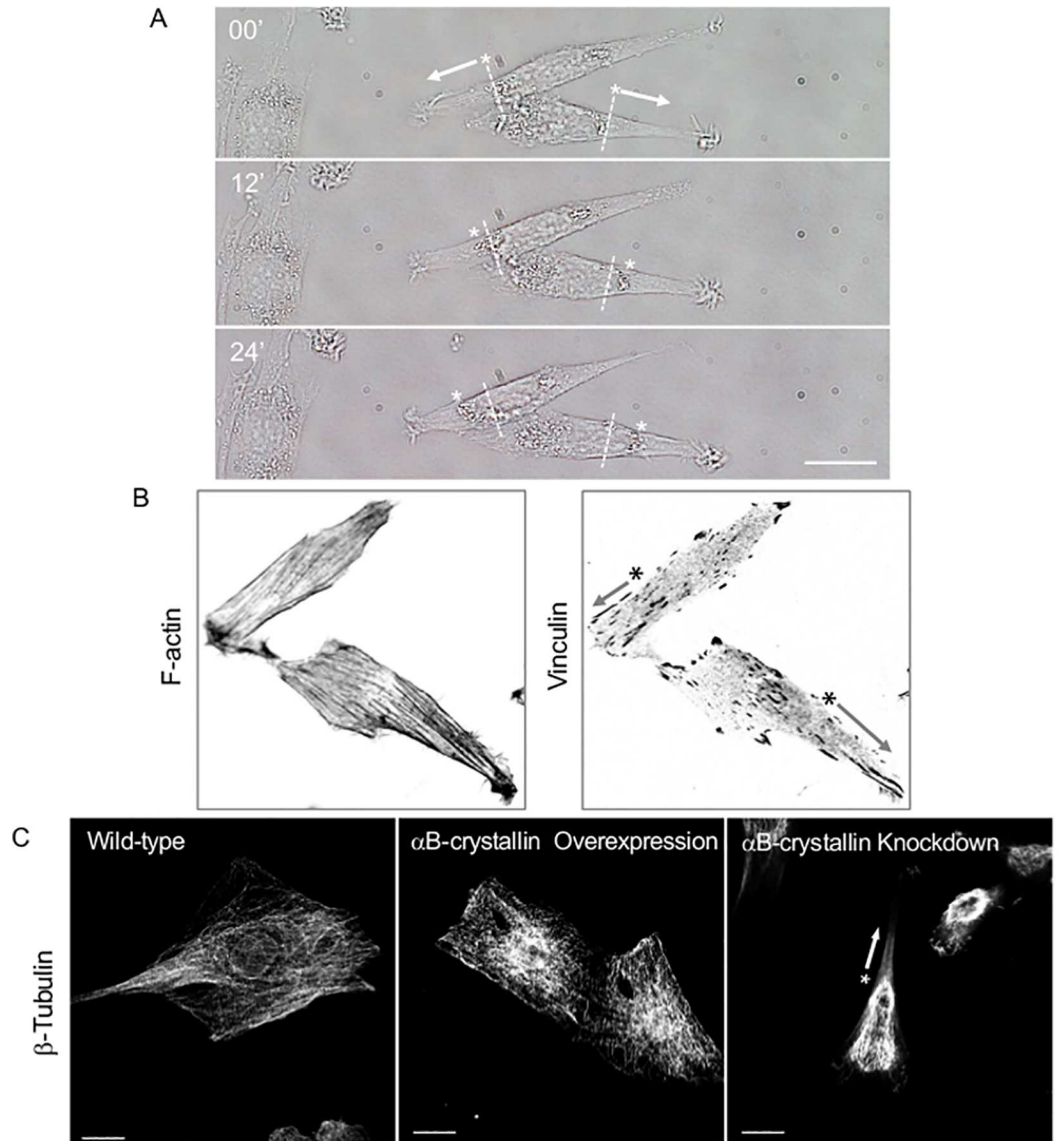 A
00'
*
*
12'
*
*
24'
*
*
B
F-actin
Vinculin
*
*
C
β-Tubulin
Wild-type
αB-crystallin Overexpression
αB-crystallin Knockdown
*